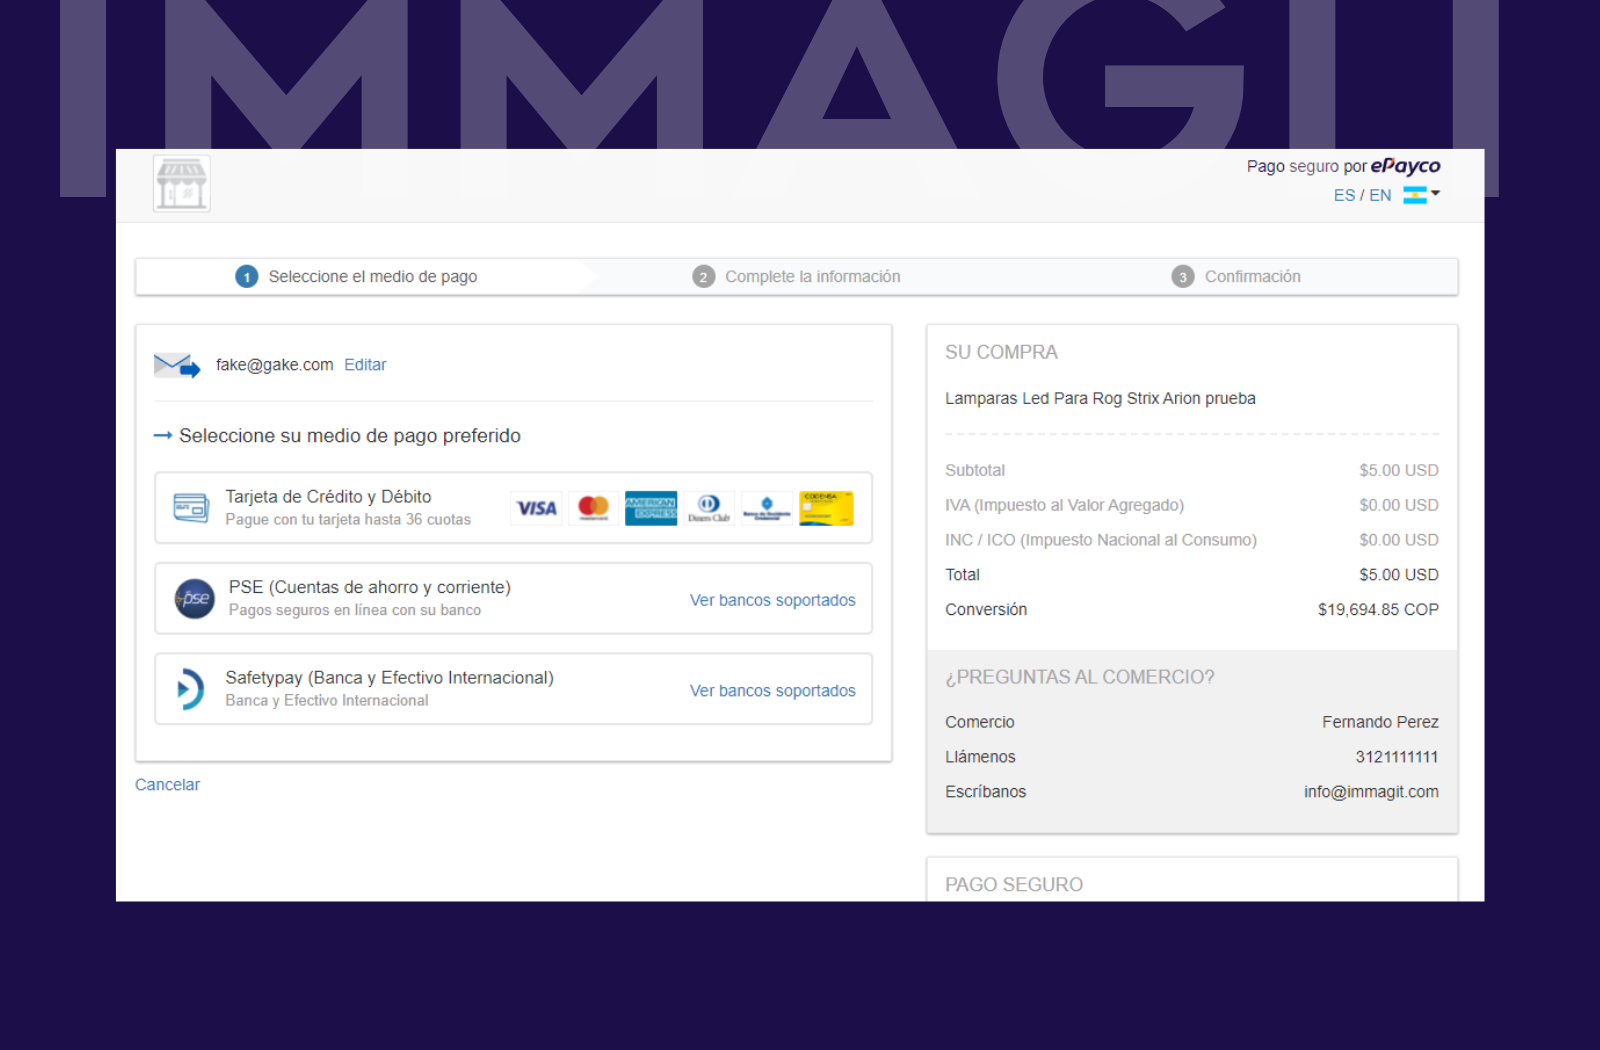 IMMAGIT
Pago seguro por ePayco
ES / EN
1 Seleccione el medio de pago
2 Complete la información
3 Confirmación
fake@gake.com Editar
Seleccione su medio de pago preferido
Tarjeta de Crédito y Débito
Pague con tu tarjeta hasta 36 cuotas
VISA
mastercard
AMERICAN EXPRESS
Diners Club
Banco de Occidente
Credencial
CODENSA
pse
PSE (Cuentas de ahorro y corriente)
Pagos seguros en línea con su banco
Ver bancos soportados
Safetypay (Banca y Efectivo Internacional)
Banca y Efectivo Internacional
Ver bancos soportados
Cancelar
SU COMPRA
Lamparas Led Para Rog Strix Arion prueba
Subtotal $5.00 USD
IVA (Impuesto al Valor Agregado) $0.00 USD
INC / ICO (Impuesto Nacional al Consumo) $0.00 USD
Total $5.00 USD
Conversión $19,694.85 COP
¿PREGUNTAS AL COMERCIO?
Comercio Fernando Perez
Llámenos 3121111111
Escríbanos info@immagit.com
PAGO SEGURO